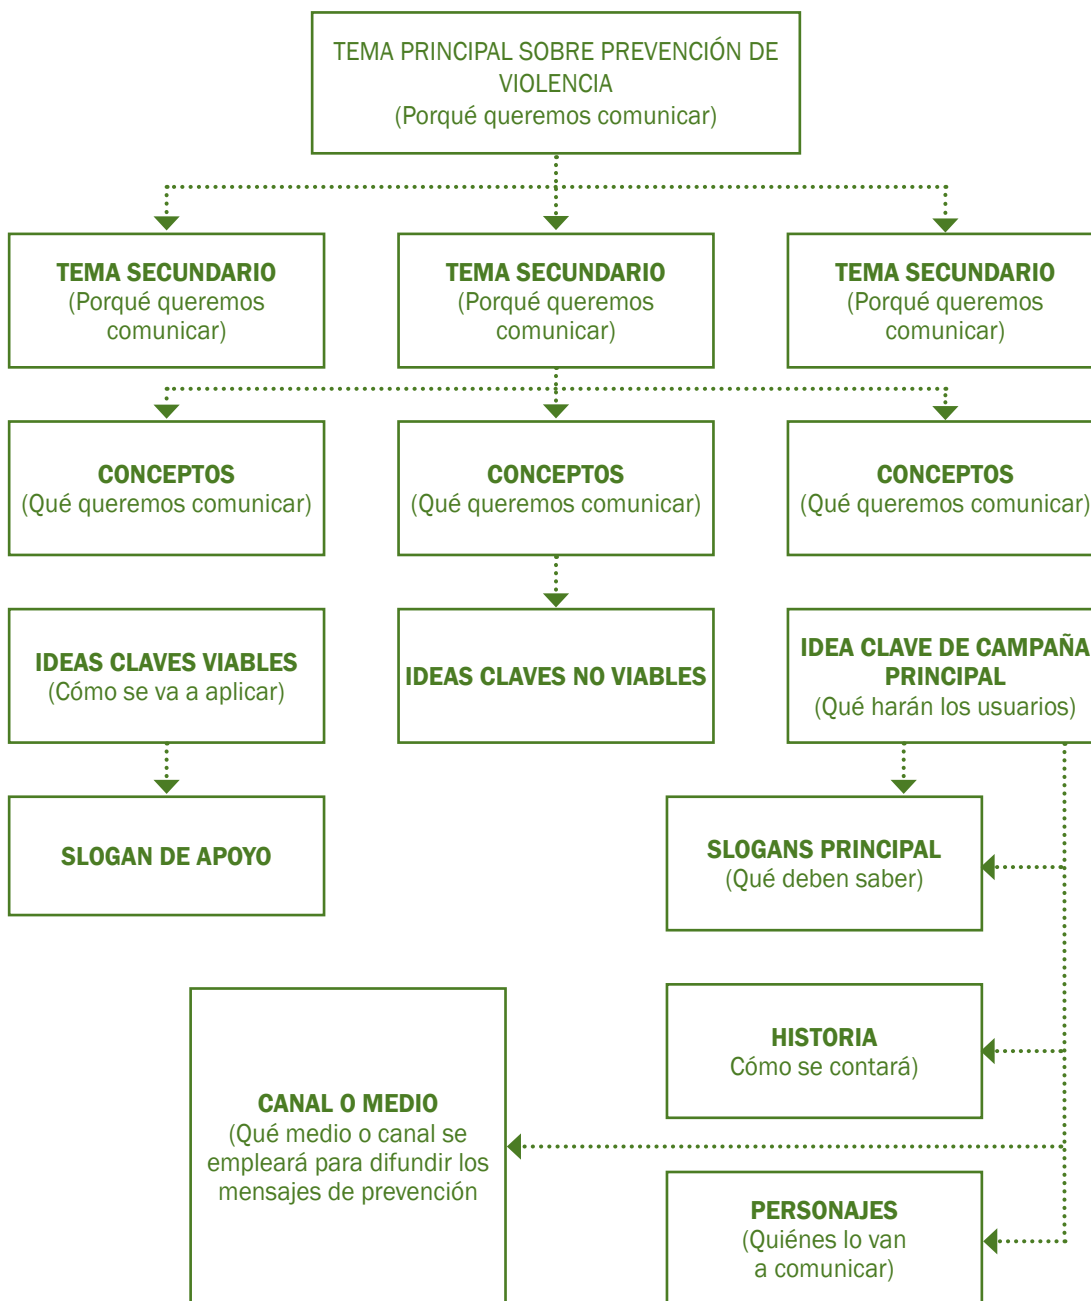 TEMA PRINCIPAL SOBRE PREVENCIÓN DE
VIOLENCIA
(Porqué queremos comunicar)
TEMA SECUNDARIO
(Porqué queremos
comunicar)
TEMA SECUNDARIO
(Porqué queremos
comunicar)
TEMA SECUNDARIO
(Porqué queremos
comunicar)
CONCEPTOS
(Qué queremos comunicar)
CONCEPTOS
(Qué queremos comunicar)
CONCEPTOS
(Qué queremos comunicar)
IDEAS CLAVES VIABLES
(Cómo se va a aplicar)
IDEAS CLAVES NO VIABLES
IDEA CLAVE DE CAMPAÑA
PRINCIPAL
(Qué harán los usuarios)
SLOGAN DE APOYO
SLOGANS PRINCIPAL
(Qué deben saber)
HISTORIA
Cómo se contará)
CANAL O MEDIO
(Qué medio o canal se
empleará para difundir los
mensajes de prevención
PERSONAJES
(Quiénes lo van
a comunicar)